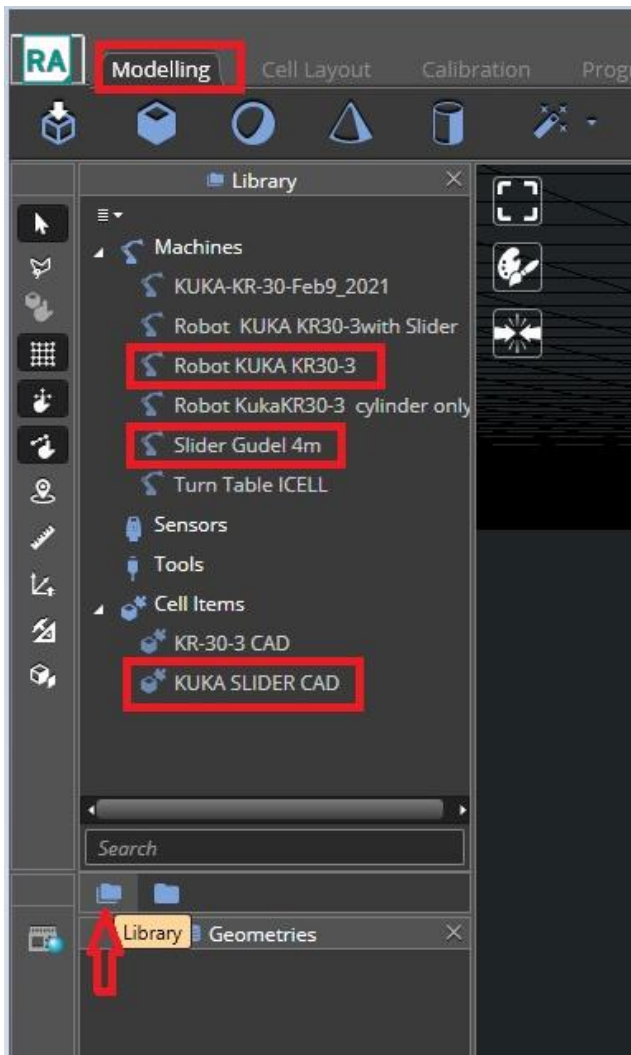 RA
Modelling
Cell Layout
Calibration
Prog
Library
Machines
KUKA-KR-30-Feb9_2021
Robot KUKA KR30-3with Slider
Robot KUKA KR30-3
Robot KukaKR30-3 cylinder only
Slider Gudel 4m
Turn Table ICELL
Sensors
Tools
Cell Items
KR-30-3 CAD
KUKA SLIDER CAD
Search
Library
Geometries